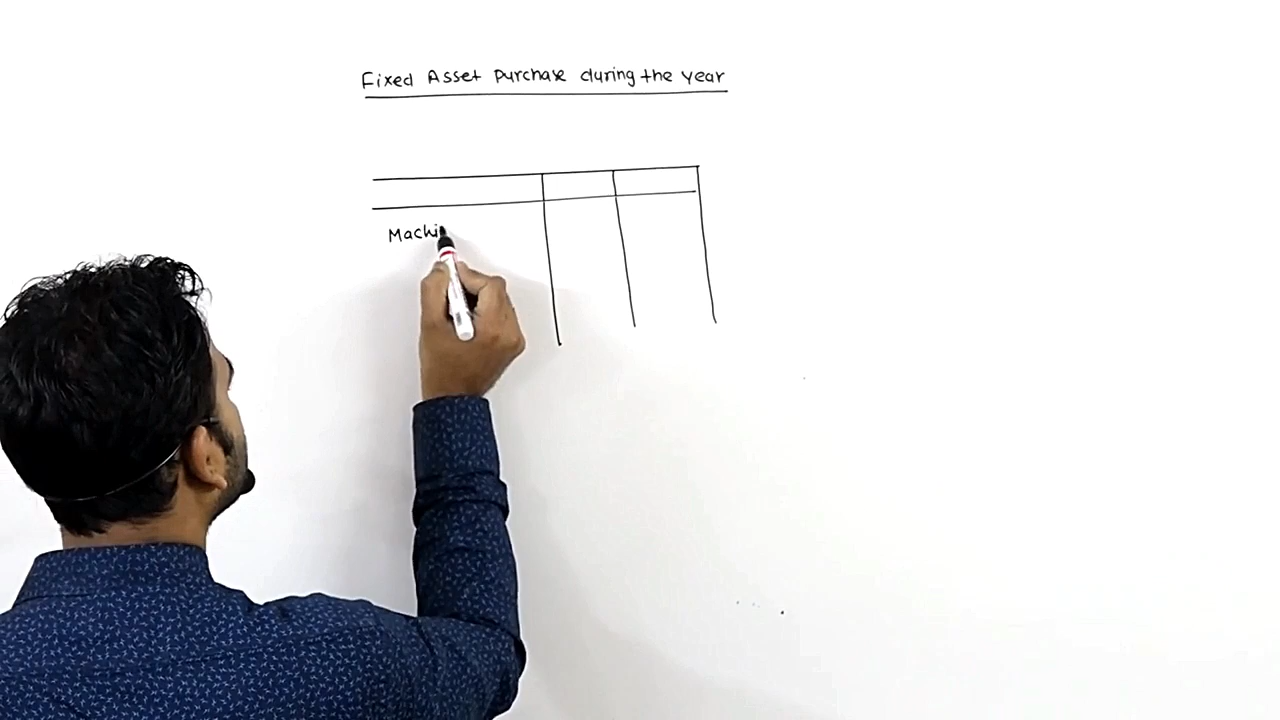 Fixed Asset Purchase during the year
Machi